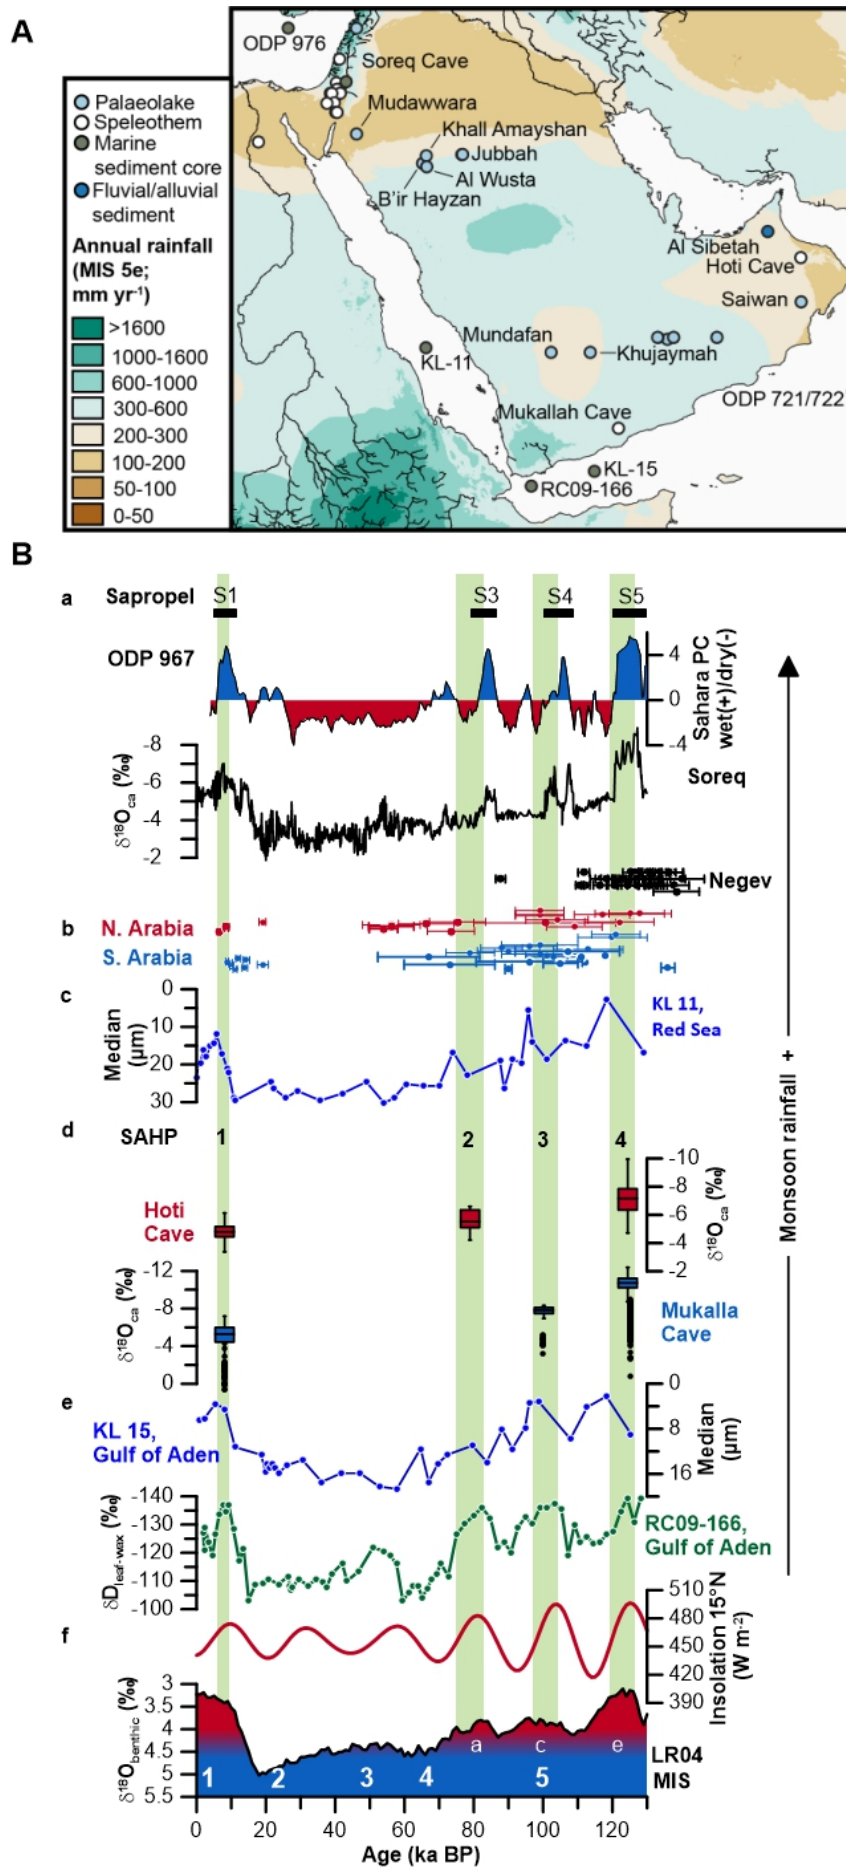 A
ODP 976
Soreq Cave
Mudawwara
Khall Amayshan
Jubbah
Al Wusta
B'ir Hayzan
Al Sibetah
Hoti Cave
Saiwan
Mundafan
Khujaymah
KL-11
ODP 721/722
Mukallah Cave
KL-15
RC09-166
Palaeolake
Speleothem
Marine
sediment core
Fluvial/alluvial
sediment
Annual rainfall
(MIS 5e;
mm yr-1)
>1600
1000-1600
600-1000
300-600
200-300
100-200
50-100
0-50
B
a
Sapropel
S1
S3
S4
S5
ODP 967
4
0
-4
Sahara PC
wet(+)/dry(-)
-8
-6
-4
-2
δ18Oca (‰)
Soreq
Negev
b
N. Arabia
S. Arabia
c
0
10
20
30
Median
(µm)
KL 11,
Red Sea
d
SAHP
1
2
3
4
Hoti
Cave
-10
-8
-6
-4
-2
δ18Oca (‰)
-12
-8
-4
0
δ18Oca (‰)
Mukalla
Cave
e
KL 15,
Gulf of Aden
0
8
16
Median
(µm)
-140
-130
-120
-110
-100
δDleaf-wax (‰)
RC09-166,
Gulf of Aden
Monsoon rainfall +
f
510
480
450
420
390
Insolation 15°N
(W m-2)
3
3.5
4
4.5
5
5.5
δ18Obenthic (‰)
a
c
e
1
2
3
4
5
LR04
MIS
0
20
40
60
80
100
120
Age (ka BP)